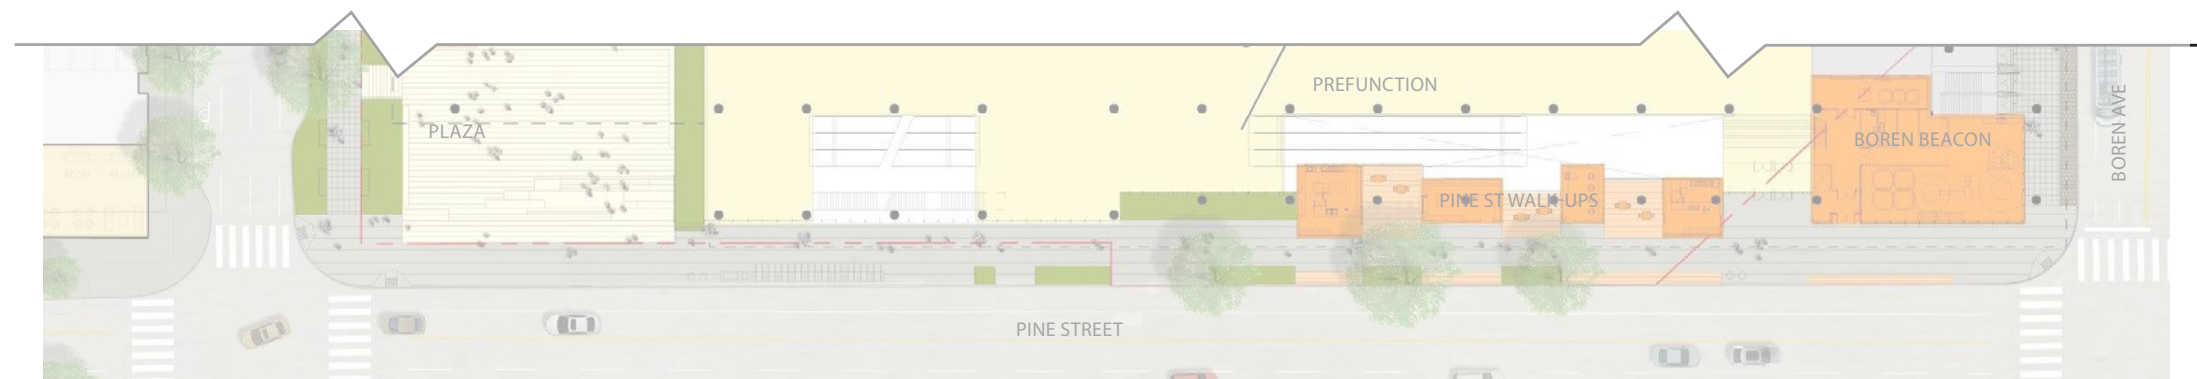 PREFUNCTION
PLAZA
BOREN BEACON
BOREN AVE
PINE ST WALK-UPS
PINE STREET